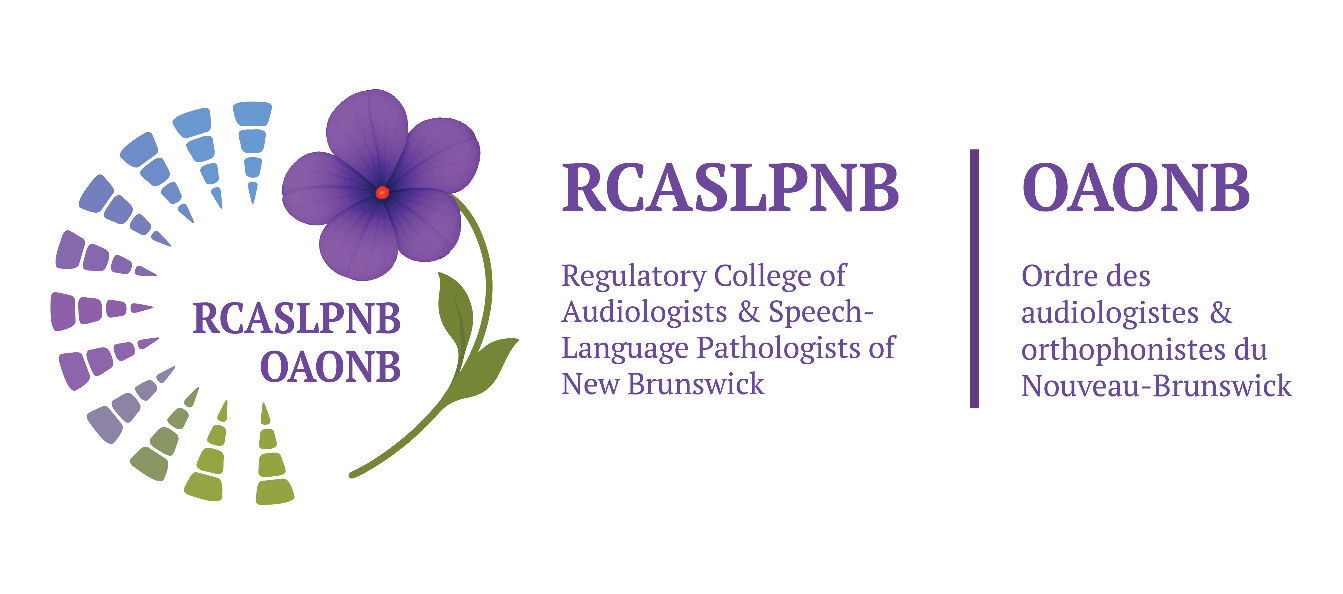 RCASLPNB
OAONB
RCASLPNB
Regulatory College of
Audiologists & Speech-
Language Pathologists of
New Brunswick
OAONB
Ordre des
audiologistes &
orthophonistes du
Nouveau-Brunswick